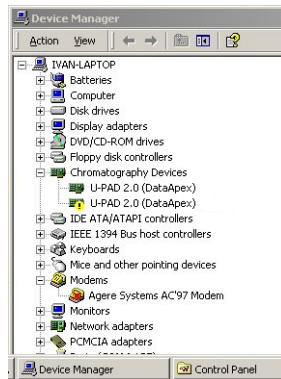 Device Manager
Action View
IVAN-LAPTOP
Batteries
Computer
Disk drives
Display adapters
DVD/CD-ROM drives
Floppy disk controllers
Chromatography Devices
U-PAD 2.0 (DataApex)
U-PAD 2.0 (DataApex)
IDE ATA/ATAPI controllers
IEEE 1394 Bus host controllers
Keyboards
Mice and other pointing devices
Modems
Agere Systems AC'97 Modem
Monitors
Network adapters
PCMCIA adapters
Device Manager
Control Panel